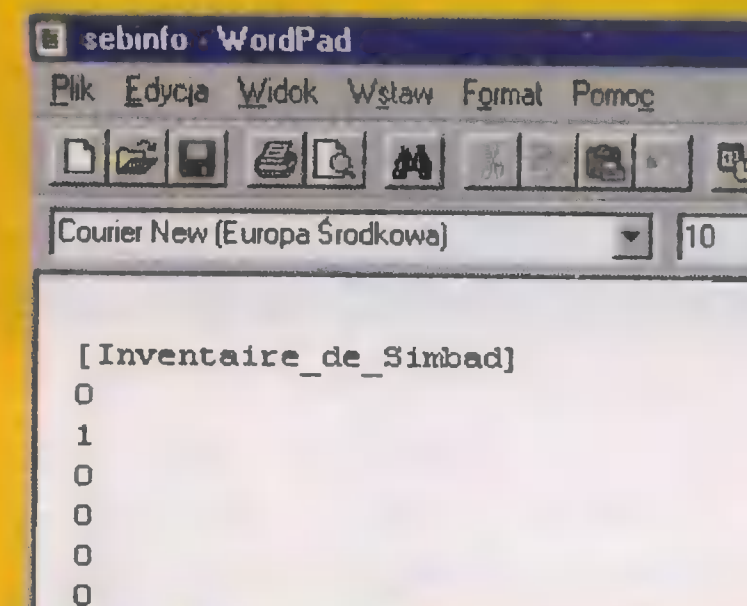 sebinfo - WordPad
Plik Edycja Widok Wstaw Format Pomoc
Courier New (Europa Środkowa) 10
[Inventaire_de_Simbad]
0
1
0
0
0
0